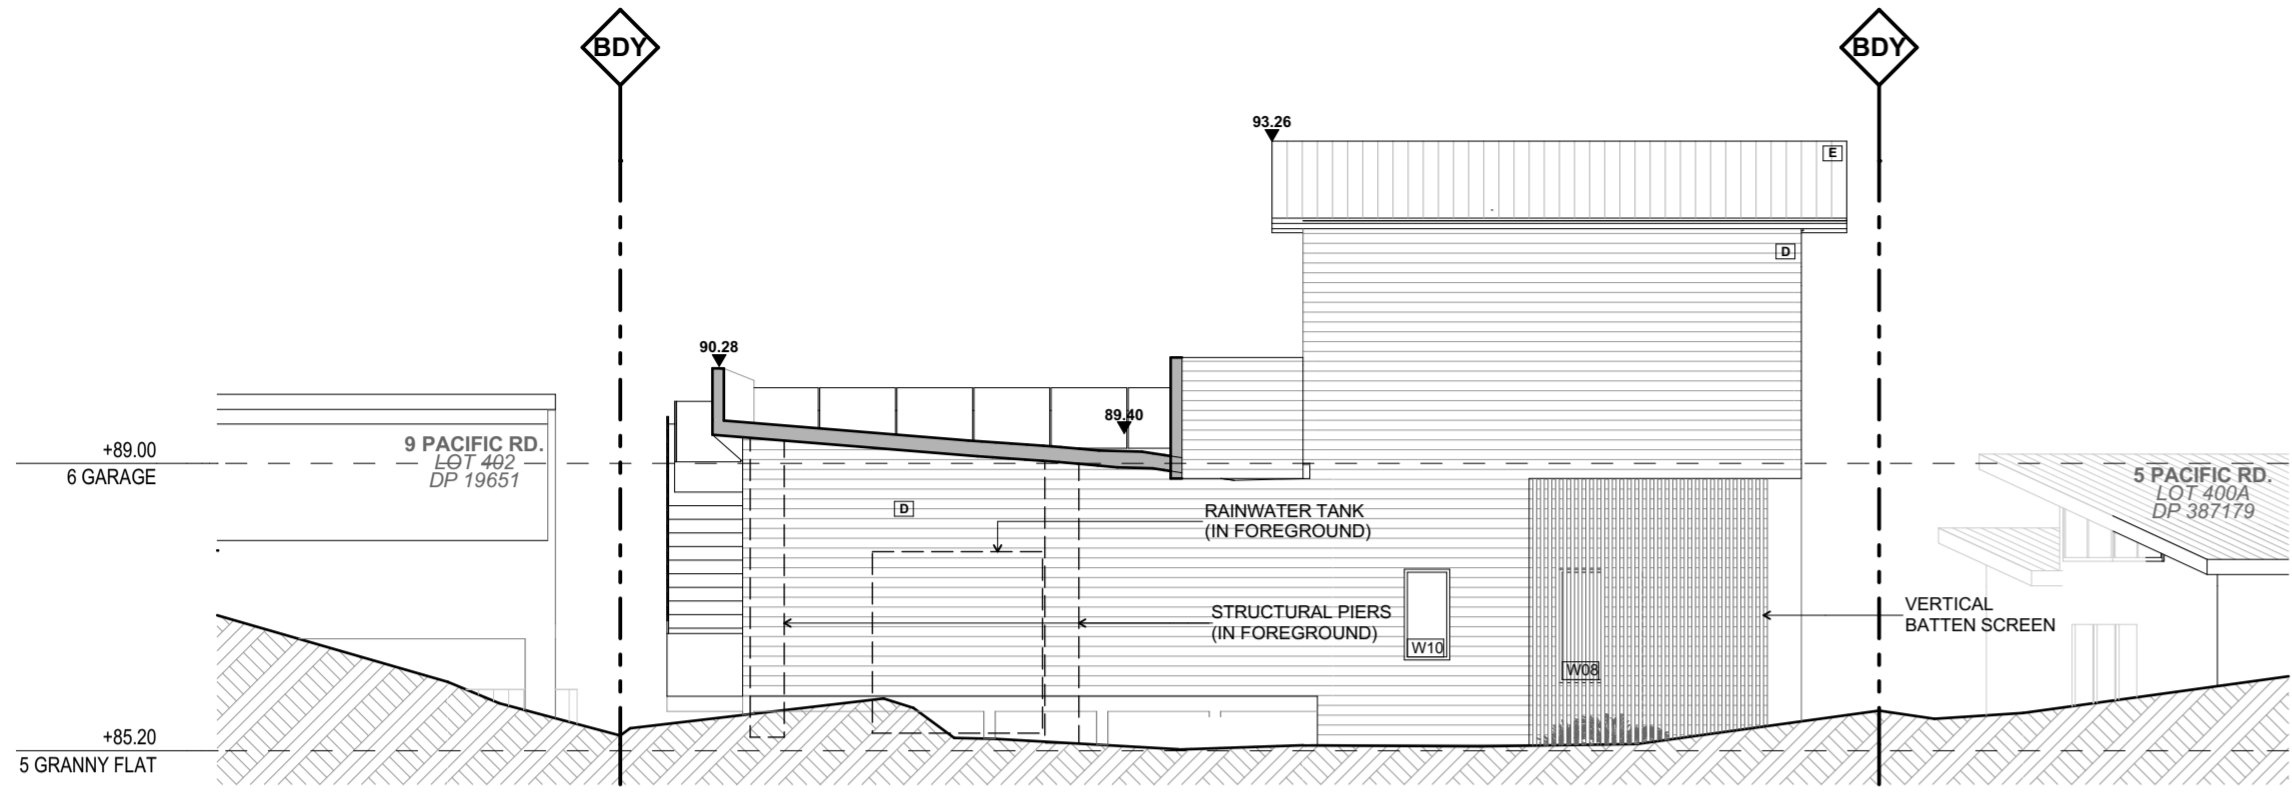 BDY
BDY
93.26
E
D
90.28
89.40
9 PACIFIC RD.
LOT 402
DP 19651
+89.00
6 GARAGE
5 PACIFIC RD.
LOT 400A
DP 387179
D
RAINWATER TANK
(IN FOREGROUND)
STRUCTURAL PIERS
(IN FOREGROUND)
W10
W08
VERTICAL
BATTEN SCREEN
+85.20
5 GRANNY FLAT